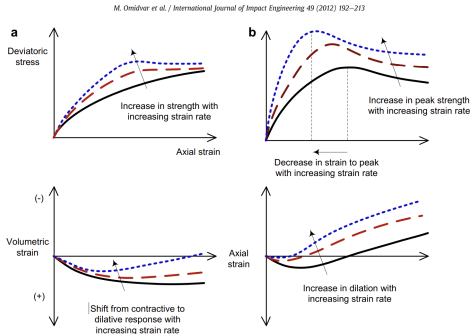 M. Omidvar et al. / International Journal of Impact Engineering 49 (2012) 192–213
a
Deviatoric
stress
Increase in strength with
increasing strain rate
Axial strain
b
Increase in peak strength
with increasing strain rate
Decrease in strain to peak
with increasing strain rate
(-)
Volumetric
strain
(+)
Shift from contractive to
dilative response with
increasing strain rate
Axial
strain
Increase in dilation with
increasing strain rate